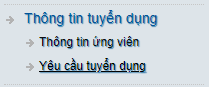 Thông tin tuyển dụng
Thông tin ứng viên
Yêu cầu tuyển dụng